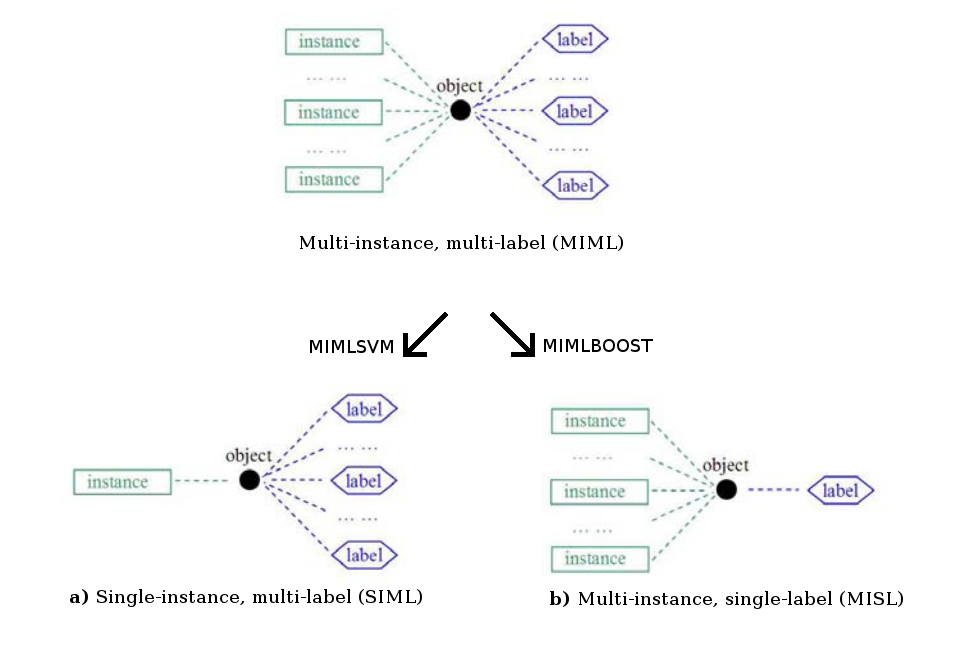 instance
label
... ...
object
... ...
instance
label
... ...
... ...
instance
label
Multi-instance, multi-label (MIML)
MIMLSVM
MIMLBOOST
label
... ...
object
instance
label
... ...
label
a) Single-instance, multi-label (SIML)
instance
... ...
object
instance
label
... ...
instance
b) Multi-instance, single-label (MISL)